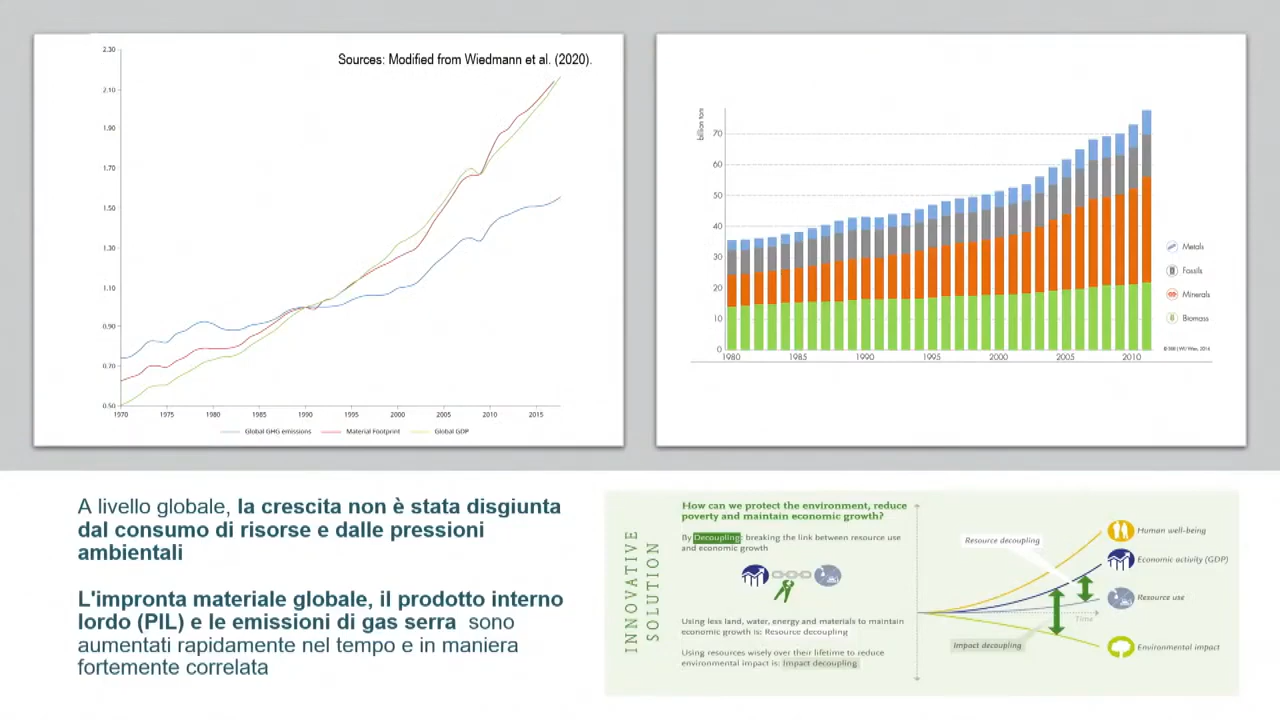 Sources: Modified from Wiedmann et al. (2020).
2.30
2.10
1.90
1.70
1.50
1.30
1.10
0.90
0.70
0.50
1970 1975 1980 1985 1990 1995 2000 2005 2010 2015
Global GHG emissions Material Footprint Global GDP
billion tons
70
60
50
40
30
20
10
0
1980 1985 1990 1995 2000 2005 2010
Metals
Fossils
Minerals
Biomass
A livello globale, la crescita non è stata disgiunta
dal consumo di risorse e dalle pressioni
ambientali
L'impronta materiale globale, il prodotto interno
lordo (PIL) e le emissioni di gas serra sono
aumentati rapidamente nel tempo e in maniera
fortemente correlata
INNOVATIVE
SOLUTION
How can we protect the environment, reduce
poverty and maintain economic growth?
By Decoupling: breaking the link between resource use
and economic growth
Using less land, water, energy and materials to maintain
economic growth is: Resource decoupling
Using resources wisely over their lifetime to reduce
environmental impact is: Impact decoupling
Resource decoupling
Human well-being
Economic activity (GDP)
Resource use
Time
Impact decoupling
Environmental impact